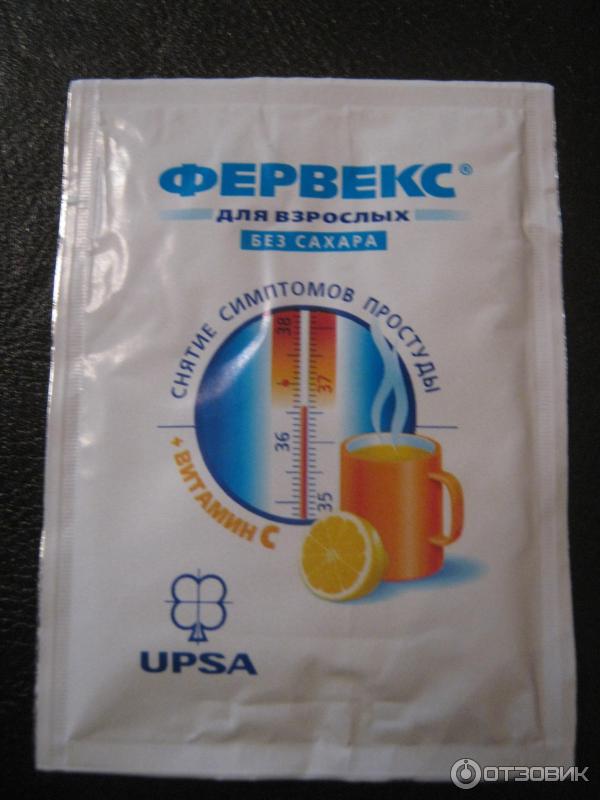 ФЕРВЕКС®
ДЛЯ ВЗРОСЛЫХ
БЕЗ САХАРА
СНЯТИЕ СИМПТОМОВ ПРОСТУДЫ
38
37
36
35
+ ВИТАМИН С
UPSA
ОТЗОВИК